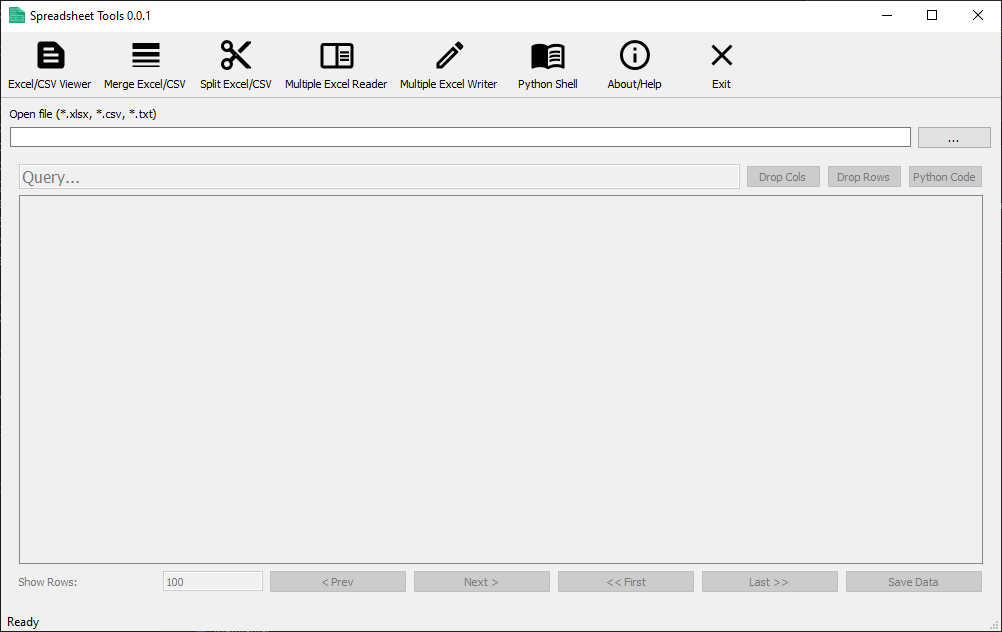 Spreadsheet Tools 0.0.1
Excel/CSV Viewer Merge Excel/CSV Split Excel/CSV Multiple Excel Reader Multiple Excel Writer Python Shell About/Help Exit
Open file (*.xlsx, *.csv, *.txt)
...
Query... Drop Cols Drop Rows Python Code
Show Rows: 100 < Prev Next > << First Last >> Save Data
Ready